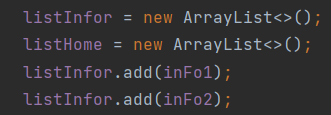 listInfor = new ArrayList<>();
listHome = new ArrayList<>();
listInfor.add(inFo1);
listInfor.add(inFo2);